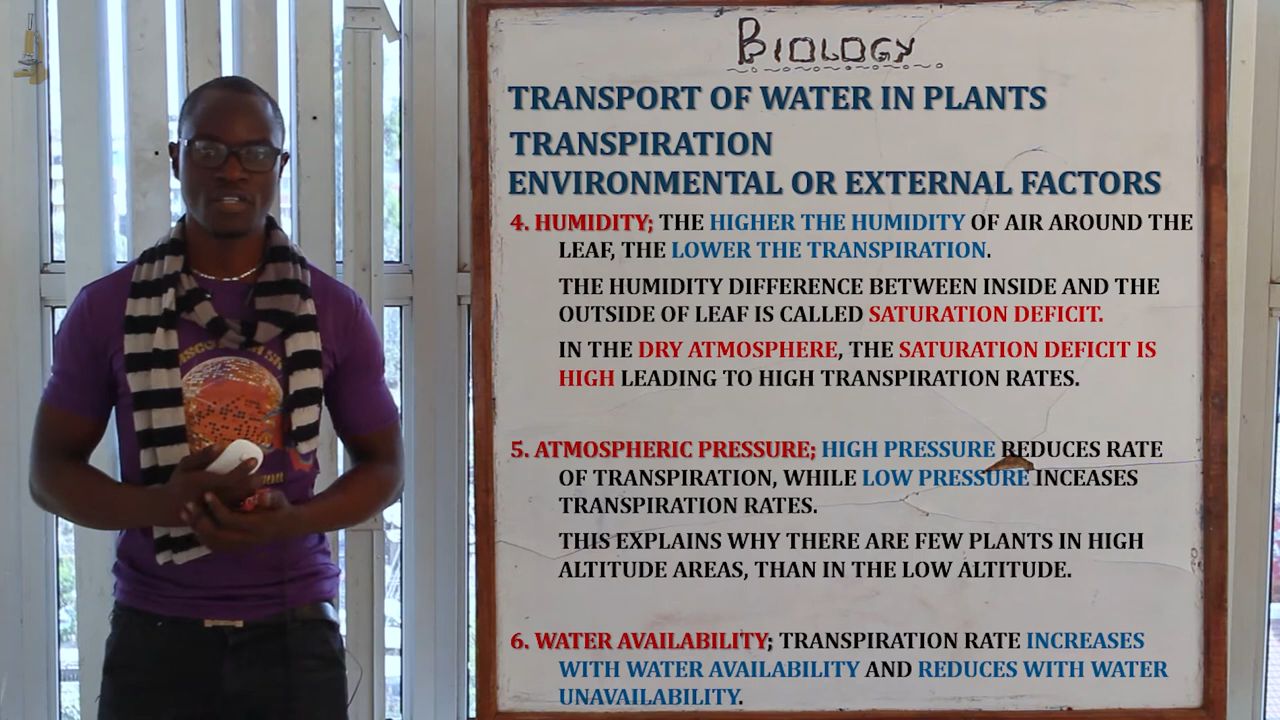 BIOLOGY
TRANSPORT OF WATER IN PLANTS
TRANSPIRATION
ENVIRONMENTAL OR EXTERNAL FACTORS
4. HUMIDITY; THE HIGHER THE HUMIDITY OF AIR AROUND THE
LEAF, THE LOWER THE TRANSPIRATION.
THE HUMIDITY DIFFERENCE BETWEEN INSIDE AND THE
OUTSIDE OF LEAF IS CALLED SATURATION DEFICIT.
IN THE DRY ATMOSPHERE, THE SATURATION DEFICIT IS
HIGH LEADING TO HIGH TRANSPIRATION RATES.
5. ATMOSPHERIC PRESSURE; HIGH PRESSURE REDUCES RATE
OF TRANSPIRATION, WHILE LOW PRESSURE INCEASES
TRANSPIRATION RATES.
THIS EXPLAINS WHY THERE ARE FEW PLANTS IN HIGH
ALTITUDE AREAS, THAN IN THE LOW ALTITUDE.
6. WATER AVAILABILITY; TRANSPIRATION RATE INCREASES
WITH WATER AVAILABILITY AND REDUCES WITH WATER
UNAVAILABILITY.